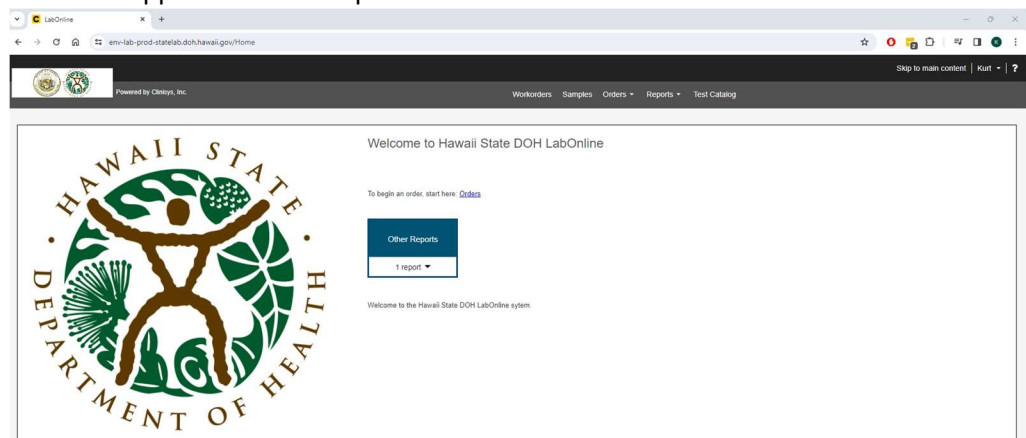 LabOnline
env-lab-prod-statelab.doh.hawaii.gov/Home
Skip to main content | Kurt | ?
Powered by Clinisys, Inc.
Workorders Samples Orders Reports Test Catalog
HAWAII STATE
DEPARTMENT OF HEALTH
Welcome to Hawaii State DOH LabOnline
To begin an order, start here: Orders
Other Reports
1 report
Welcome to the Hawaii State DOH LabOnline sytem.